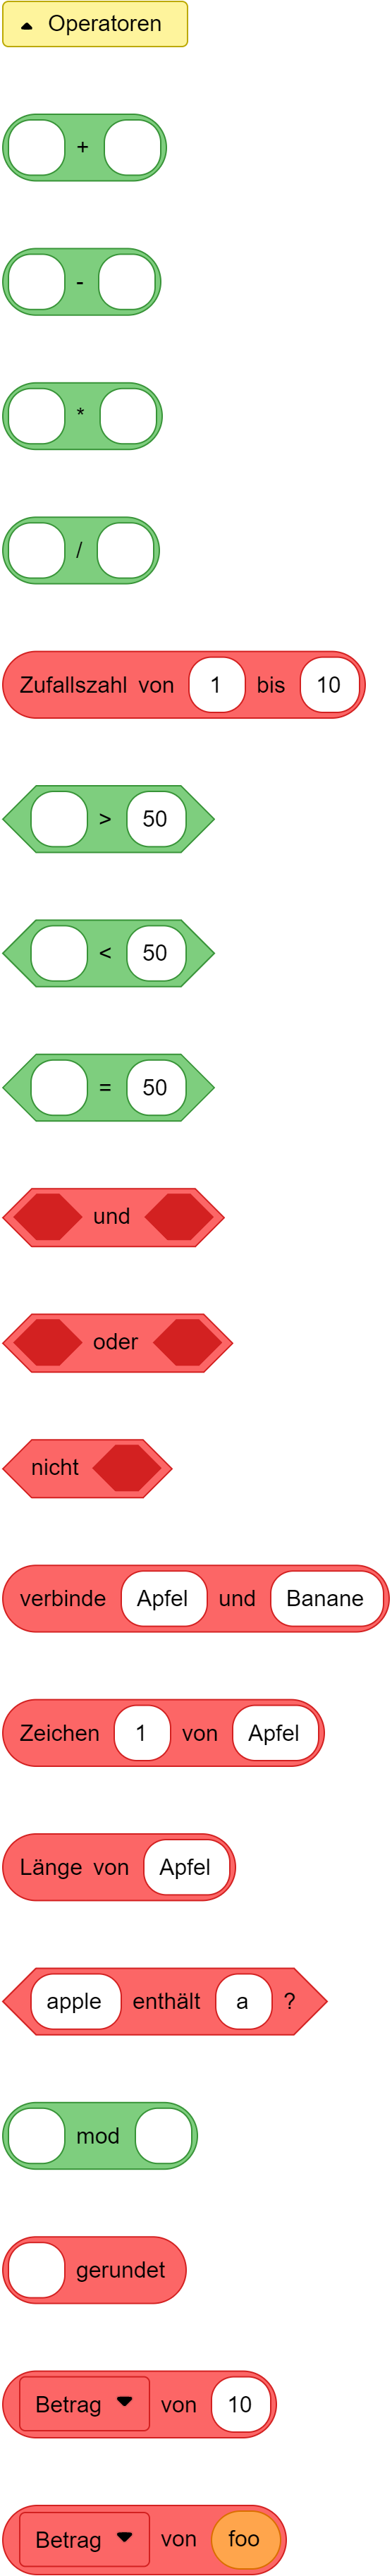 Operatoren
+
-
*
/
Zufallszahl von 1 bis 10
> 50
< 50
= 50
und
oder
nicht
verbinde Apfel und Banane
Zeichen 1 von Apfel
Länge von Apfel
apple enthält a ?
mod
gerundet
Betrag von 10
Betrag von foo